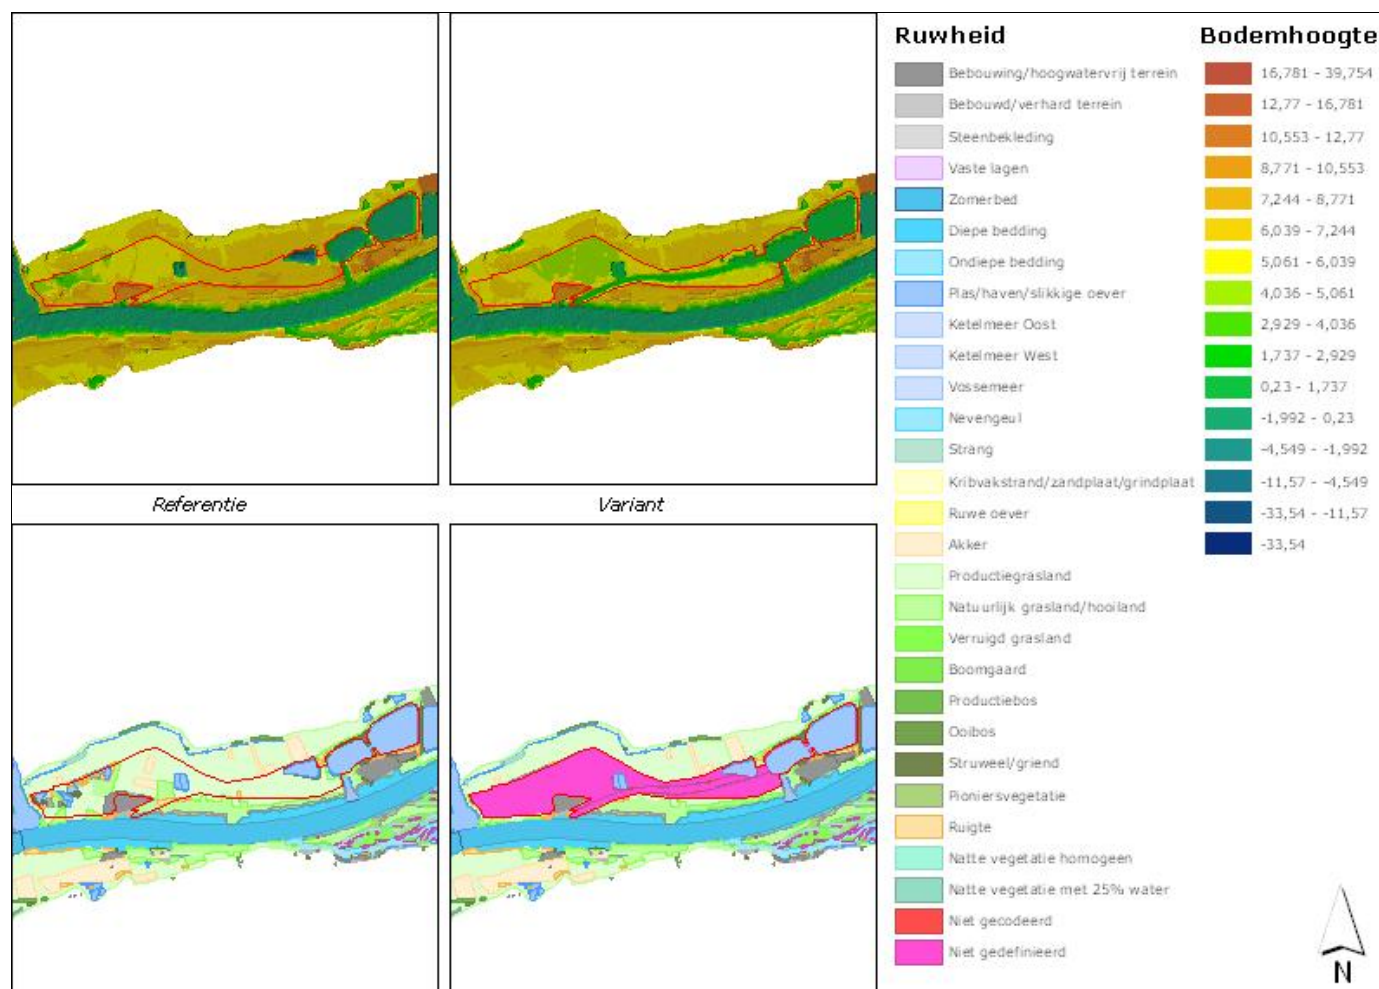 Ruwheid
Bebouwing/hoogwatervrij terrein
Bebouwd/verhard terrein
Steenbekleding
Vaste lagen
Zomerbed
Diepe bedding
Ondiepe bedding
Plas/haven/slikkige oever
Ketelmeer Oost
Ketelmeer West
Vossemeer
Nevengeul
Strang
Kribvakstrand/zandplaat/grindplaat
Ruwe oever
Akker
Productiegrasland
Natuurlijk grasland/hooiland
Verruigd grasland
Boomgaard
Productiebos
Ooibos
Struweel/griend
Pioniersvegetatie
Ruigte
Natte vegetatie homogeen
Natte vegetatie met 25% water
Niet gecodeerd
Niet gedefinieerd
Bodemhoogte
16,781 - 39,754
12,77 - 16,781
10,553 - 12,77
8,771 - 10,553
7,244 - 8,771
6,039 - 7,244
5,061 - 6,039
4,036 - 5,061
2,929 - 4,036
1,737 - 2,929
0,23 - 1,737
-1,992 - 0,23
-4,549 - -1,992
-11,57 - -4,549
-33,54 - -11,57
-33,54
Referentie
Variant
N